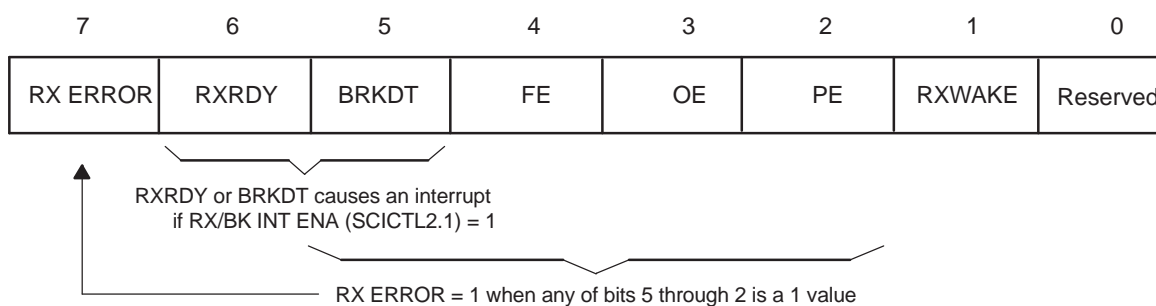 7 6 5 4 3 2 1 0
RX ERROR RXRDY BRKDT FE OE PE RXWAKE Reserved
RXRDY or BRKDT causes an interrupt
if RX/BK INT ENA (SCICTL2.1) = 1
RX ERROR = 1 when any of bits 5 through 2 is a 1 value